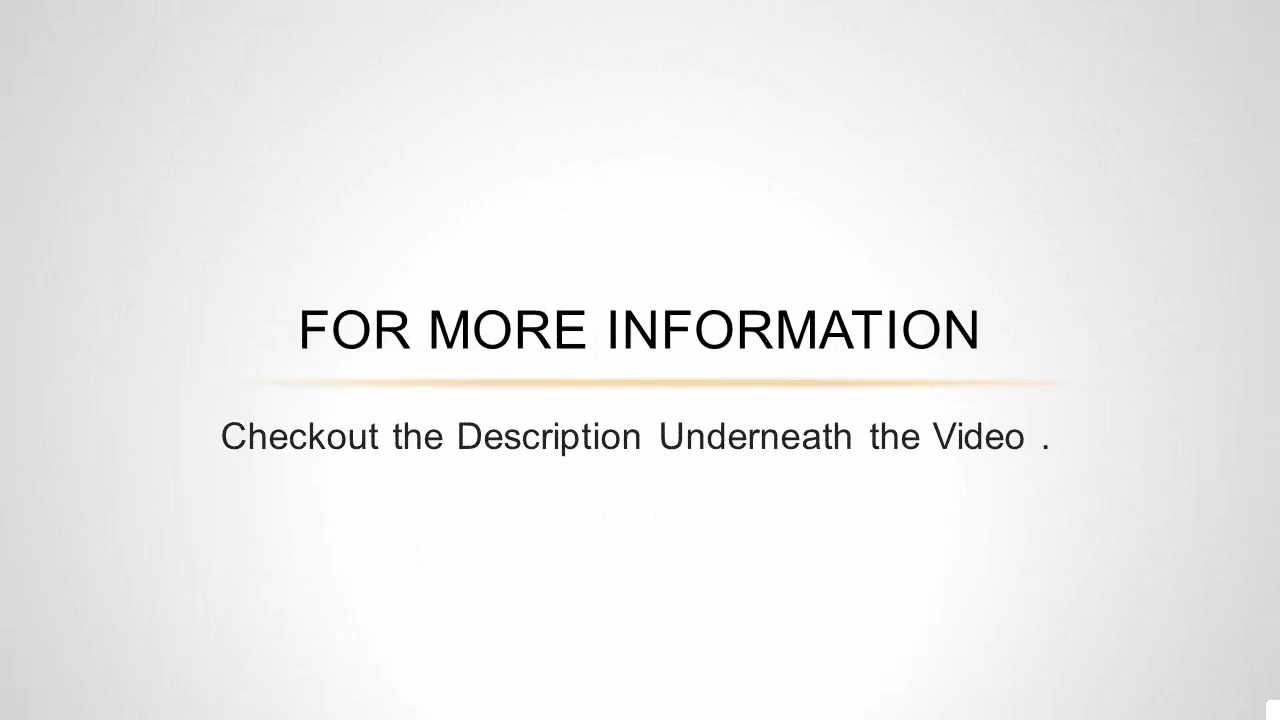 FOR MORE INFORMATION
Checkout the Description Underneath the Video .